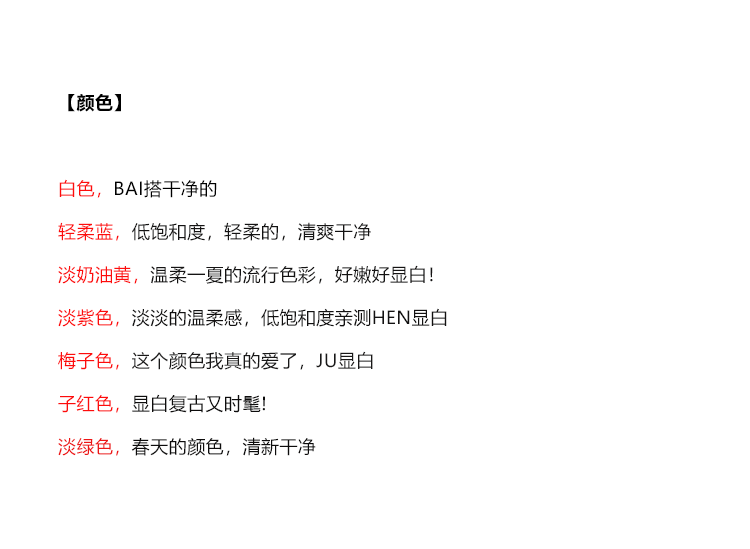 【颜色】
白色，BAI搭干净的
轻柔蓝，低饱和度，轻柔的，清爽干净
淡奶油黄，温柔一夏的流行色彩，好嫩好显白！
淡紫色，淡淡的温柔感，低饱和度亲测HEN显白
梅子色，这个颜色我真的爱了，JU显白
子红色，显白复古又时髦！
淡绿色，春天的颜色，清新干净